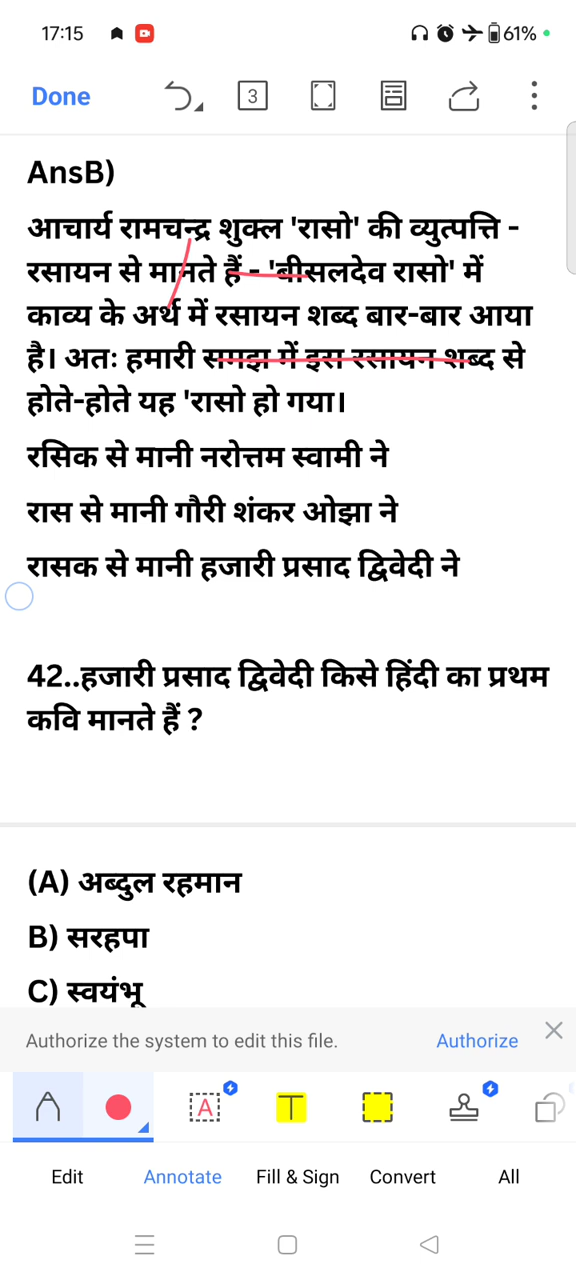 17:15
61%
Done
3
AnsB)
आचार्य रामचन्द्र शुक्ल 'रासो' की व्युत्पत्ति -
रसायन से मानते हैं - 'बीसलदेव रासो' में
काव्य के अर्थ में रसायन शब्द बार-बार आया
है। अतः हमारी समझ में इस रसायन शब्द से
होते-होते यह 'रासो हो गया।
रसिक से मानी नरोत्तम स्वामी ने
रास से मानी गौरी शंकर ओझा ने
रासक से मानी हजारी प्रसाद द्विवेदी ने
42..हजारी प्रसाद द्विवेदी किसे हिंदी का प्रथम
कवि मानते हैं ?
(A) अब्दुल रहमान
B) सरहपा
C) स्वयंभू
Authorize the system to edit this file.
Authorize
A
T
Edit
Annotate
Fill & Sign
Convert
All